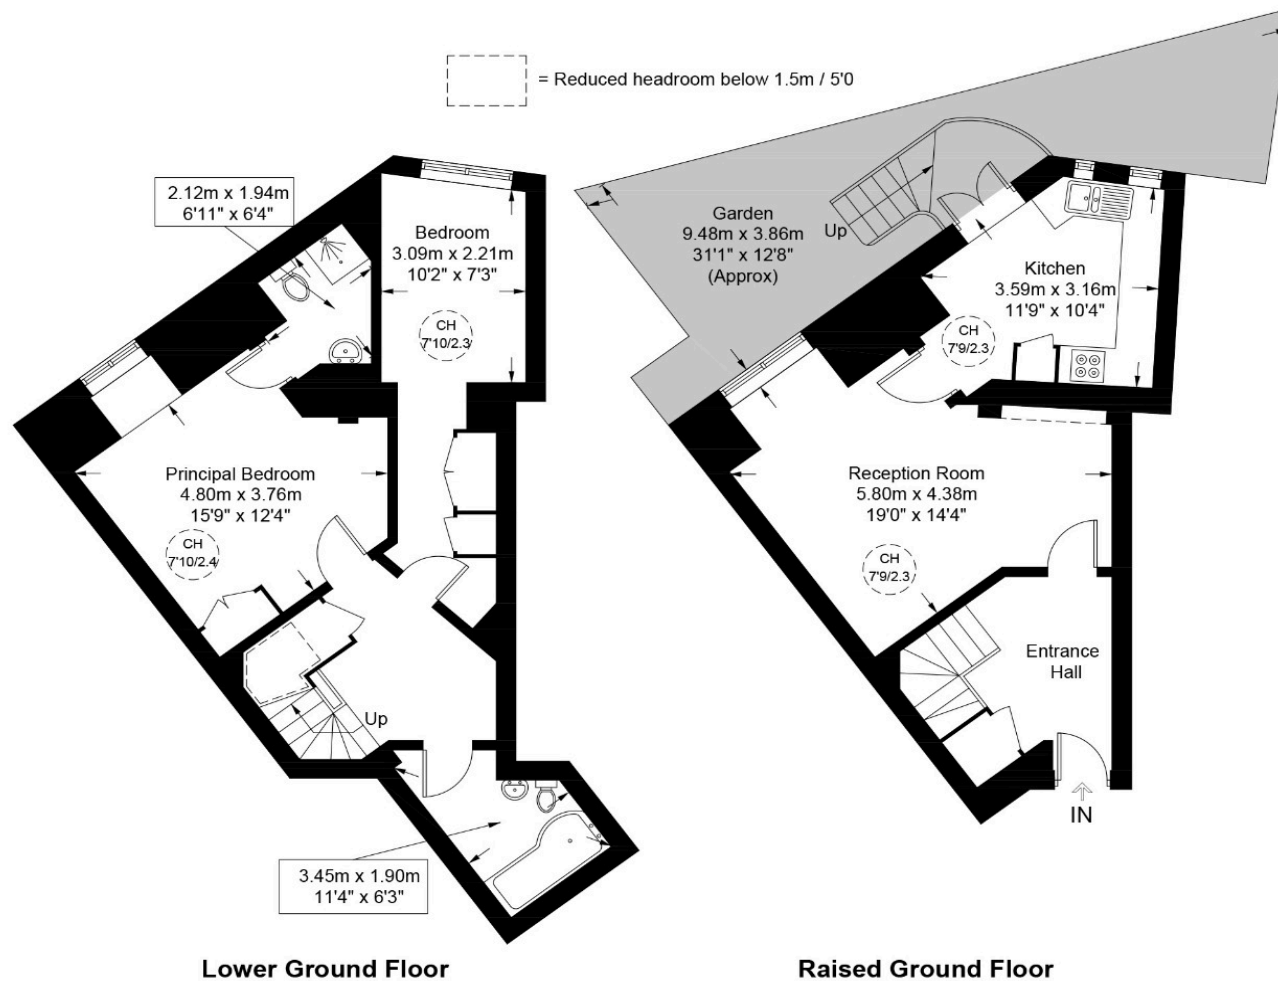 = Reduced headroom below 1.5m / 5'0
2.12m x 1.94m
6'11" x 6'4"
Bedroom
3.09m x 2.21m
10'2" x 7'3"
CH
7'10/2.3
Principal Bedroom
4.80m x 3.76m
15'9" x 12'4"
CH
7'10/2.4
Up
3.45m x 1.90m
11'4" x 6'3"
Lower Ground Floor
Garden
9.48m x 3.86m
31'1" x 12'8"
(Approx)
Up
Kitchen
3.59m x 3.16m
11'9" x 10'4"
CH
7'9/2.3
Reception Room
5.80m x 4.38m
19'0" x 14'4"
CH
7'9/2.3
Entrance
Hall
IN
Raised Ground Floor